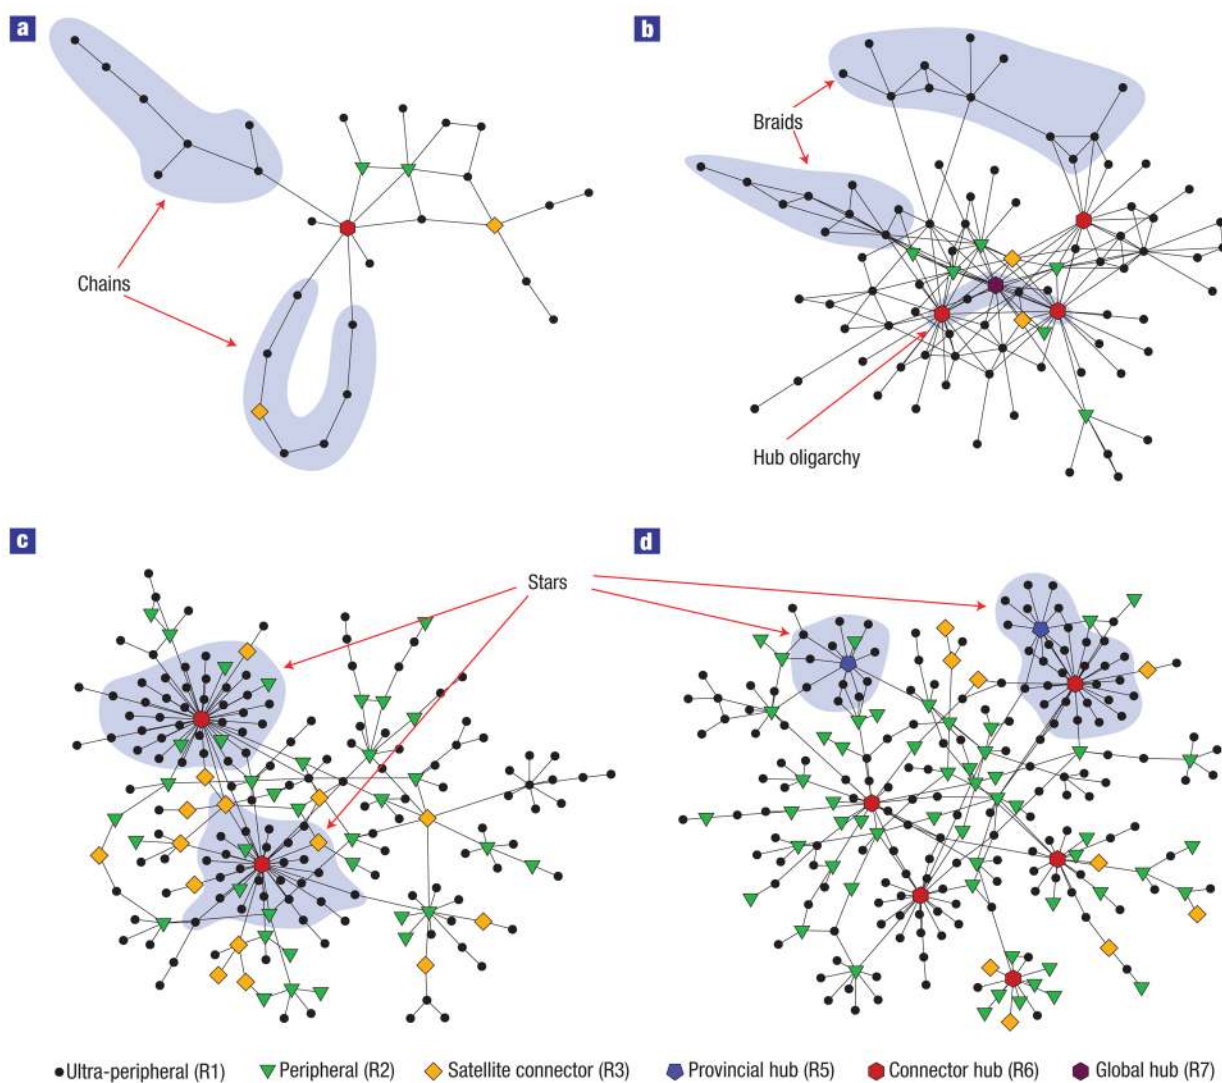 a
b
Braids
Chains
Hub oligarchy
c
d
Stars
Ultra-peripheral (R1) Peripheral (R2) Satellite connector (R3) Provincial hub (R5) Connector hub (R6) Global hub (R7)